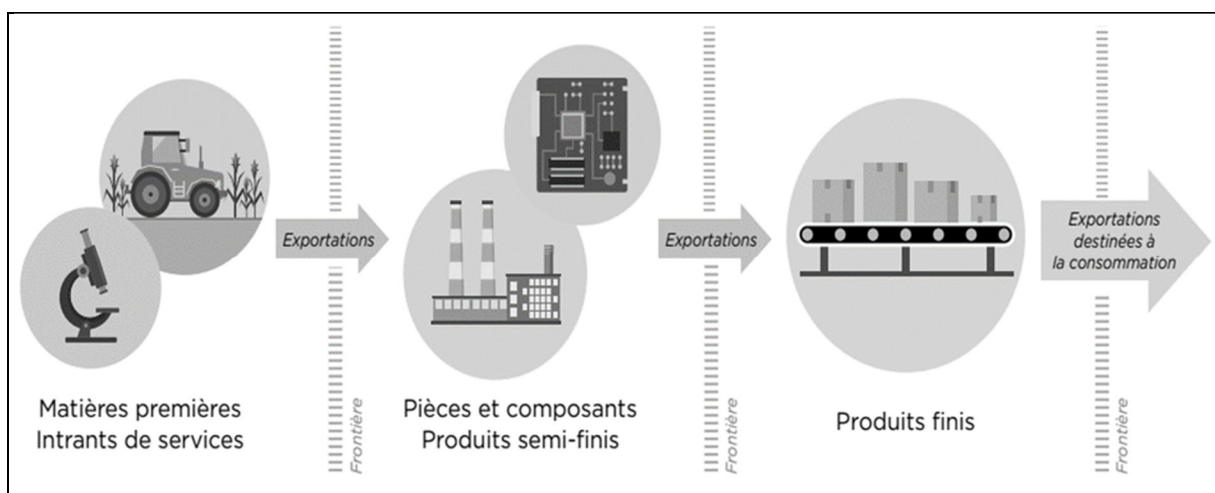 Exportations
Exportations
Exportations
destinées à
la consommation
Matières premières
Intrants de services
Frontière
Pièces et composants
Produits semi-finis
Frontière
Produits finis
Frontière